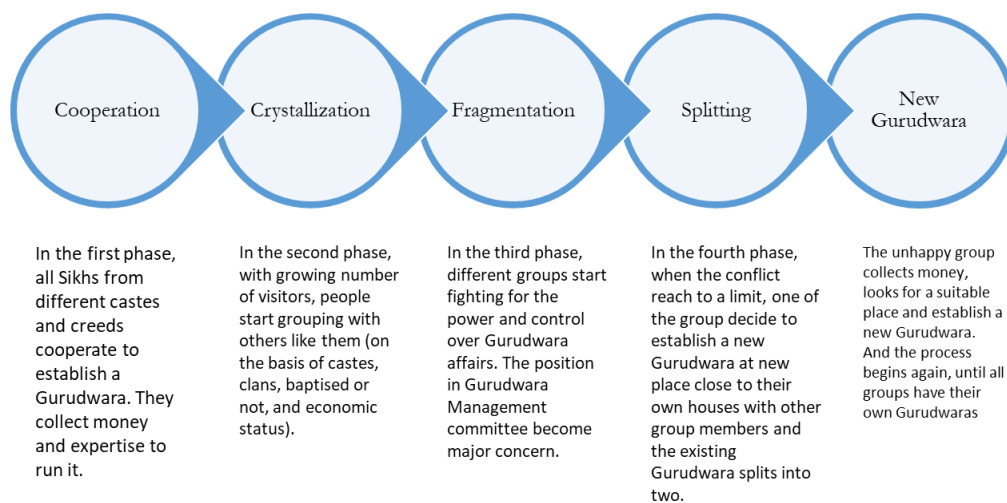 Cooperation
Crystallization
Fragmentation
Splitting
New
Gurudwara
In the first phase,
all Sikhs from
different castes
and creeds
cooperate to
establish a
Gurudwara. They
collect money
and expertise to
run it.
In the second phase,
with growing number
of visitors, people
start grouping with
others like them (on
the basis of castes,
clans, baptised or
not, and economic
status).
In the third phase,
different groups start
fighting for the
power and control
over Gurudwara
affairs. The position
in Gurudwara
Management
committee become
major concern.
In the fourth phase,
when the conflict
reach to a limit, one
of the group decide to
establish a new
Gurudwara at new
place close to their
own houses with other
group members and
the existing
Gurudwara splits into
two.
The unhappy group
collects money,
looks for a suitable
place and establish a
new Gurudwara.
And the process
begins again, until all
groups have their
own Gurudwaras